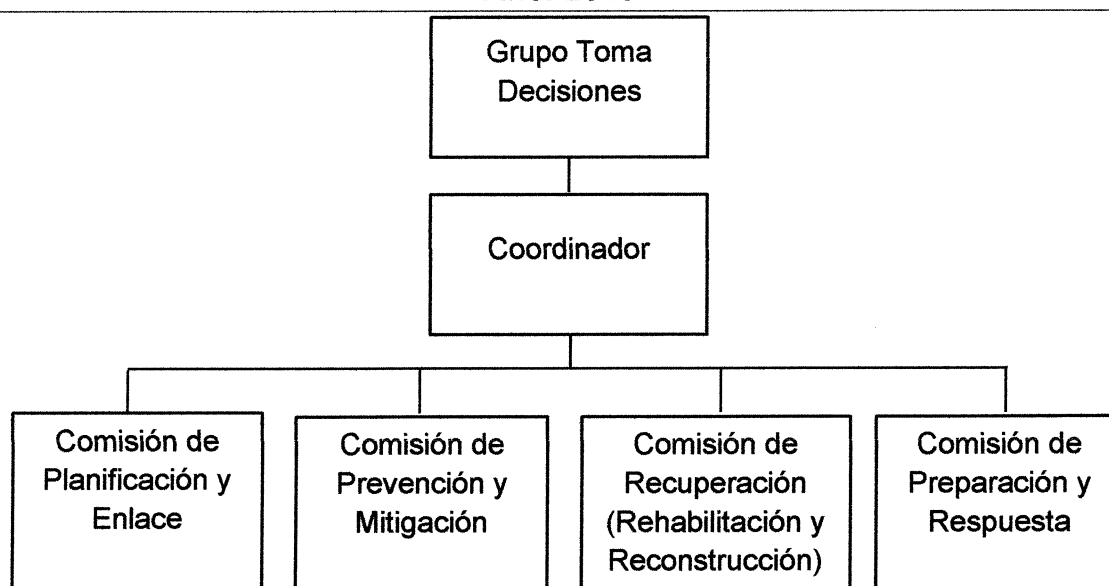 Grupo Toma
Decisiones
Coordinador
Comisión de
Planificación y
Enlace
Comisión de
Prevención y
Mitigación
Comisión de
Recuperación
(Rehabilitación y
Reconstrucción)
Comisión de
Preparación y
Respuesta